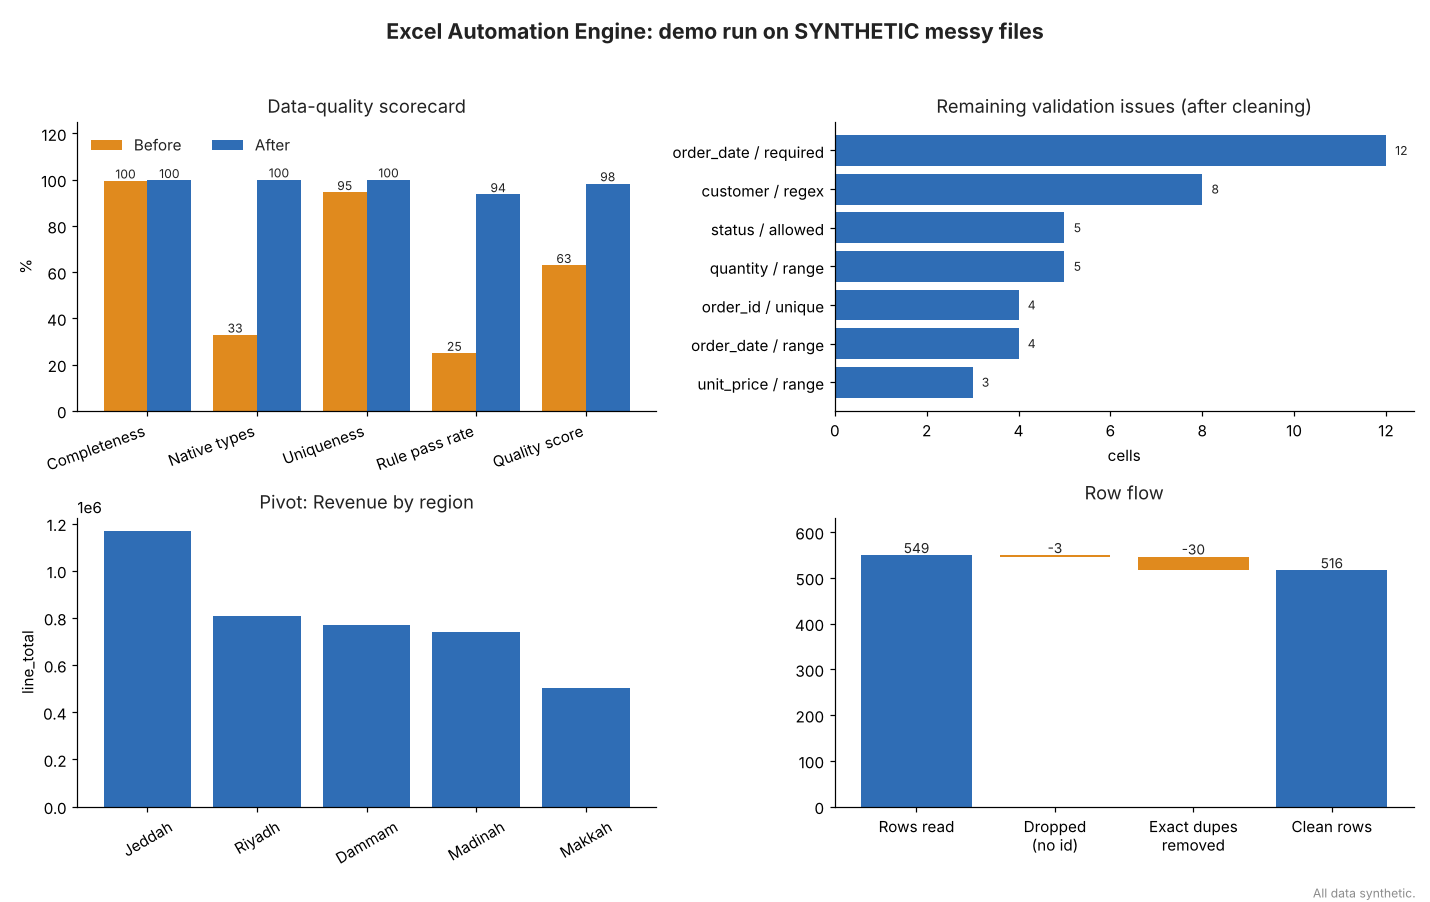 Excel Automation Engine: demo run on SYNTHETIC messy files
Data-quality scorecard
Before
After
%
120
100
80
60
40
20
0
100
100
33
100
95
100
25
94
63
98
Completeness
Native types
Uniqueness
Rule pass rate
Quality score
Remaining validation issues (after cleaning)
order_date / required
12
customer / regex
8
status / allowed
5
quantity / range
5
order_id / unique
4
order_date / range
4
unit_price / range
3
0
2
4
6
8
10
12
cells
Pivot: Revenue by region
1e6
line_total
1.2
1.0
0.8
0.6
0.4
0.2
0.0
Jeddah
Riyadh
Dammam
Madinah
Makkah
Row flow
600
500
400
300
200
100
0
549
-3
-30
516
Rows read
Dropped
(no id)
Exact dupes
removed
Clean rows
All data synthetic.